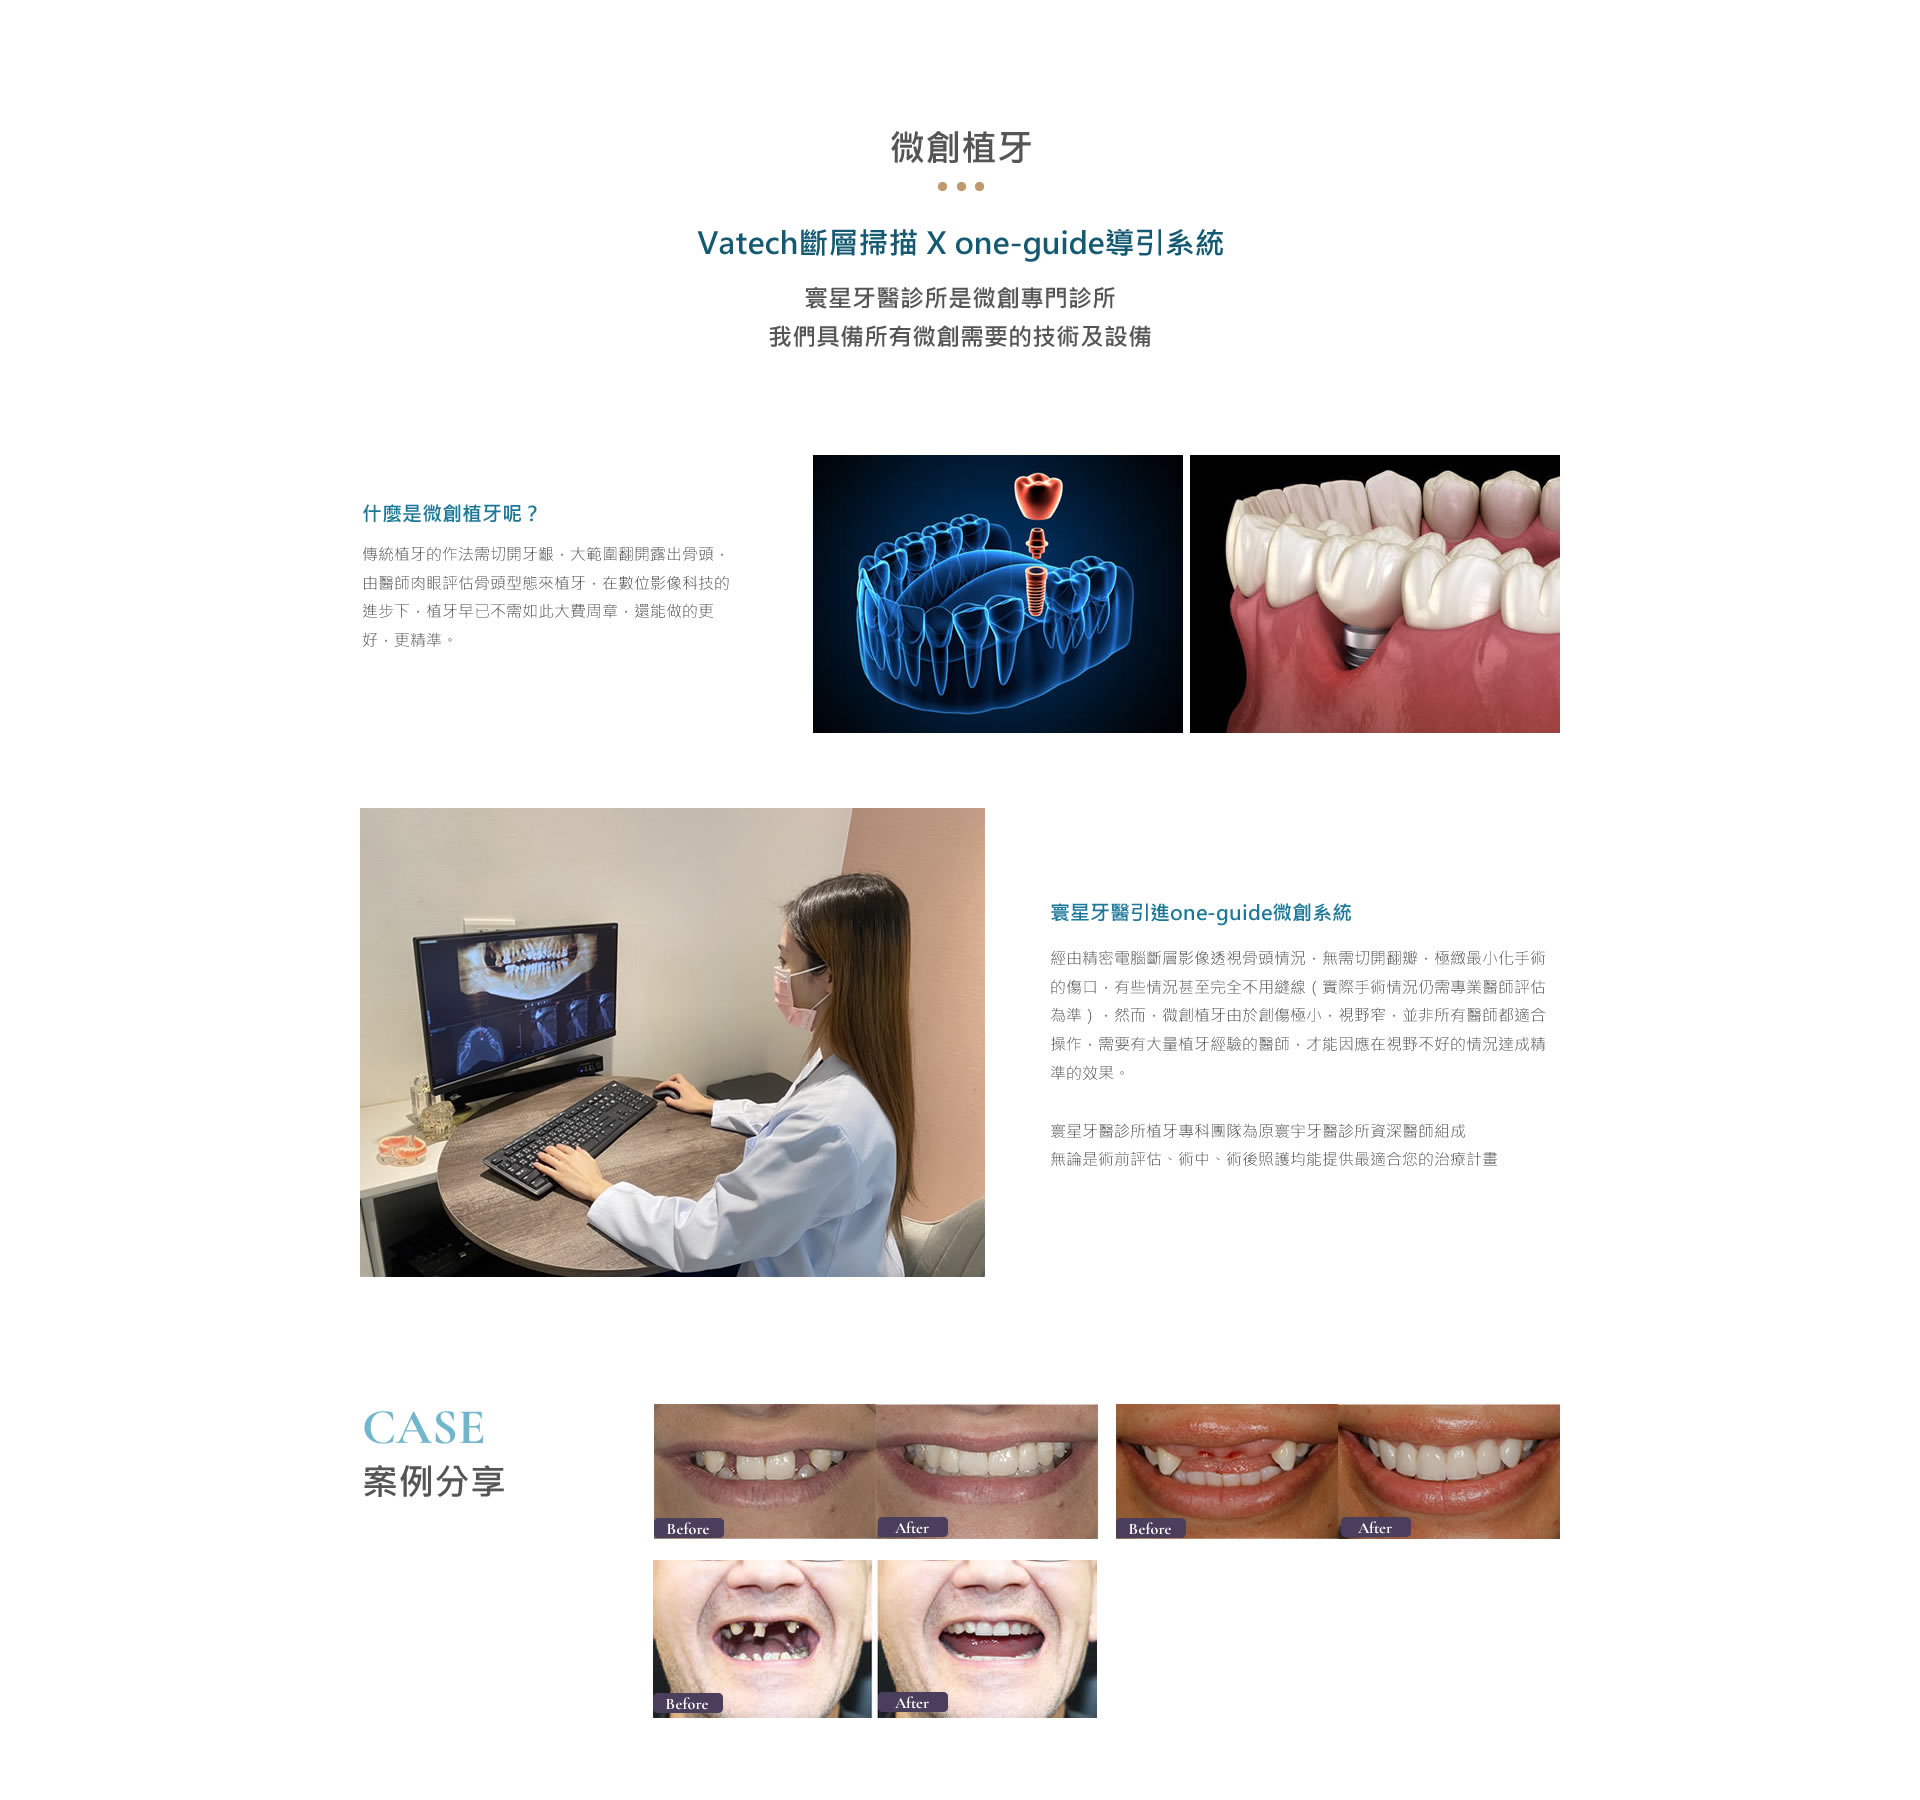 微創植牙
Vatech斷層掃描 X one-guide導引系統
寰星牙醫診所是微創專門診所
我們具備所有微創需要的技術及設備
什麼是微創植牙呢？
傳統植牙的作法需切開牙齦，大範圍翻開露出骨頭，
由醫師肉眼評估骨頭型態來植牙，在數位影像科技的
進步下，植牙早已不需如此大費周章，還能做的更
好，更精準。
寰星牙醫引進one-guide微創系統
經由精密電腦斷層影像透視骨頭情況，無需切開翻瓣，極緻最小化手術
的傷口，有些情況甚至完全不用縫線（實際手術情況仍需專業醫師評估
為準），然而，微創植牙由於創傷極小，視野窄，並非所有醫師都適合
操作，需要有大量植牙經驗的醫師，才能因應在視野不好的情況達成精
準的效果。
寰星牙醫診所植牙專科團隊為原寰宇牙醫診所資深醫師組成
無論是術前評估、術中、術後照護均能提供最適合您的治療計畫
CASE
案例分享
Before
After
Before
After
Before
After